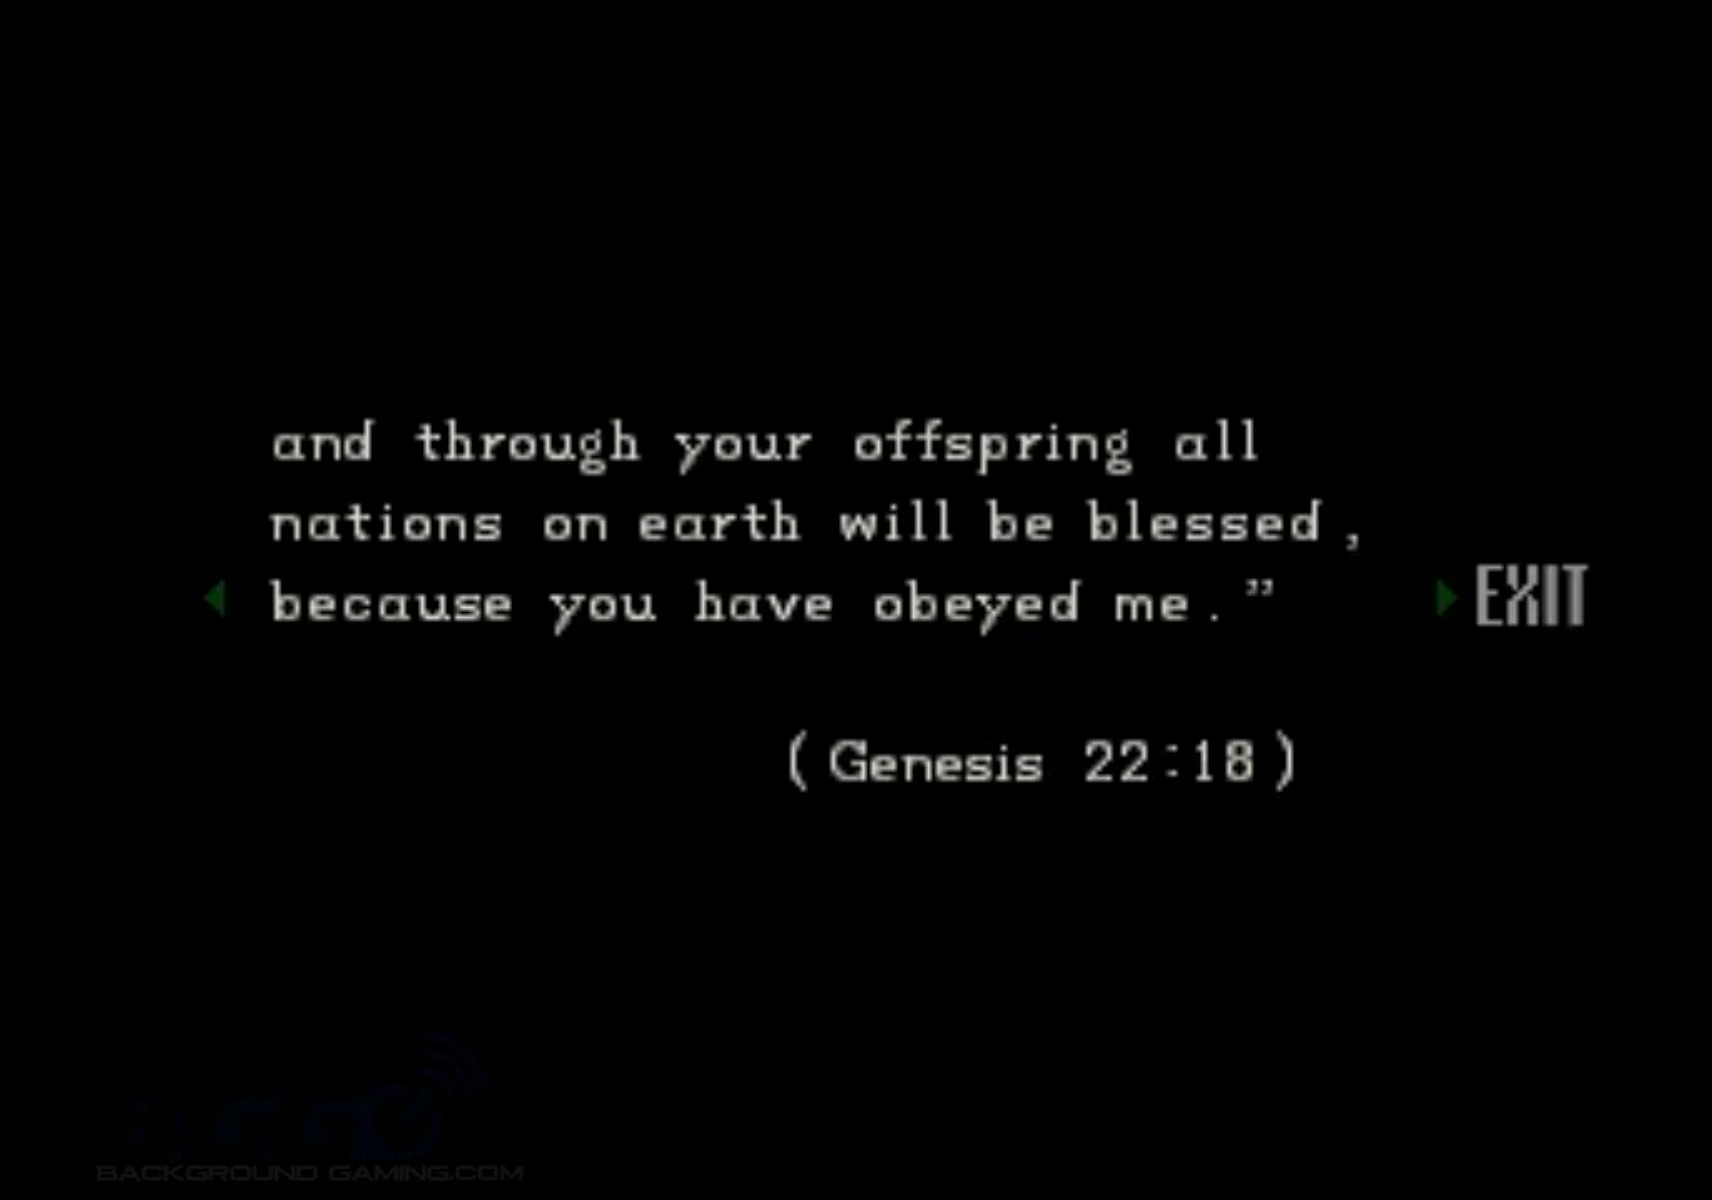 and through your offspring all
nations on earth will be blessed,
because you have obeyed me.”
EXIT
(Genesis 22:18)
BACKGROUND GAMING.COM